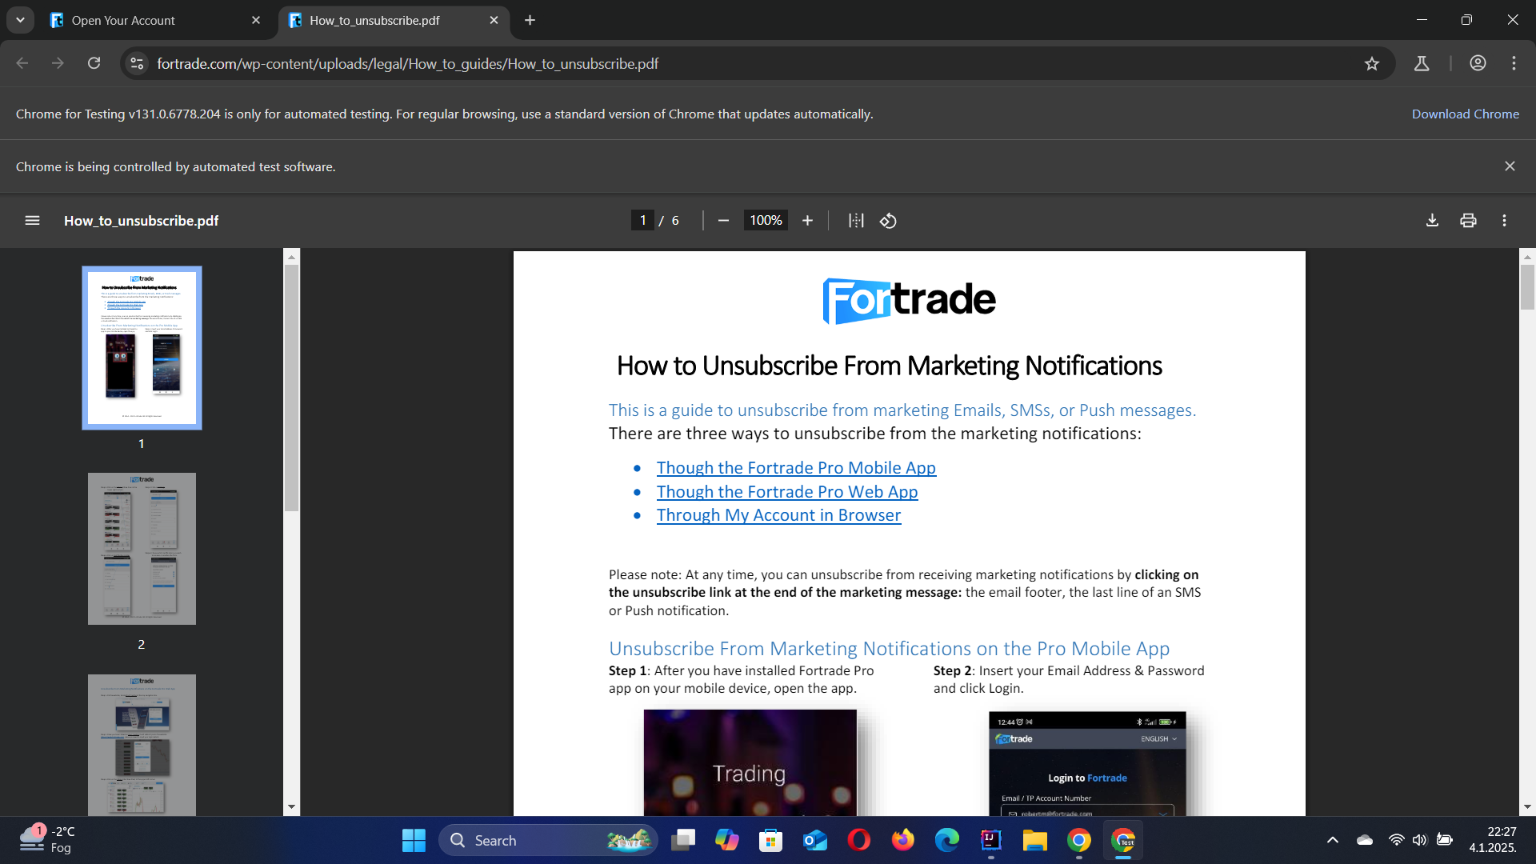 Open Your Account
How_to_unsubscribe.pdf
fortrade.com/wp-content/uploads/legal/How_to_guides/How_to_unsubscribe.pdf
Chrome for Testing v131.0.6778.204 is only for automated testing. For regular browsing, use a standard version of Chrome that updates automatically.
Download Chrome
Chrome is being controlled by automated test software.
How_to_unsubscribe.pdf
1 / 6
100%
Fortrade
How to Unsubscribe From Marketing Notifications
This is a guide to unsubscribe from marketing Emails, SMSs, or Push messages.
There are three ways to unsubscribe from the marketing notifications:
• Though the Fortrade Pro Mobile App
• Though the Fortrade Pro Web App
• Through My Account in Browser
Please note: At any time, you can unsubscribe from receiving marketing notifications by clicking on
the unsubscribe link at the end of the marketing message: the email footer, the last line of an SMS
or Push notification.
Unsubscribe From Marketing Notifications on the Pro Mobile App
Step 1: After you have installed Fortrade Pro
app on your mobile device, open the app.
Step 2: Insert your Email Address & Password
and click Login.
Trading
12:44
Fortrade
ENGLISH
Login to Fortrade
Email / TP Account Number
1
2
1
-2°C
Fog
Search
22:27
4.1.2025.